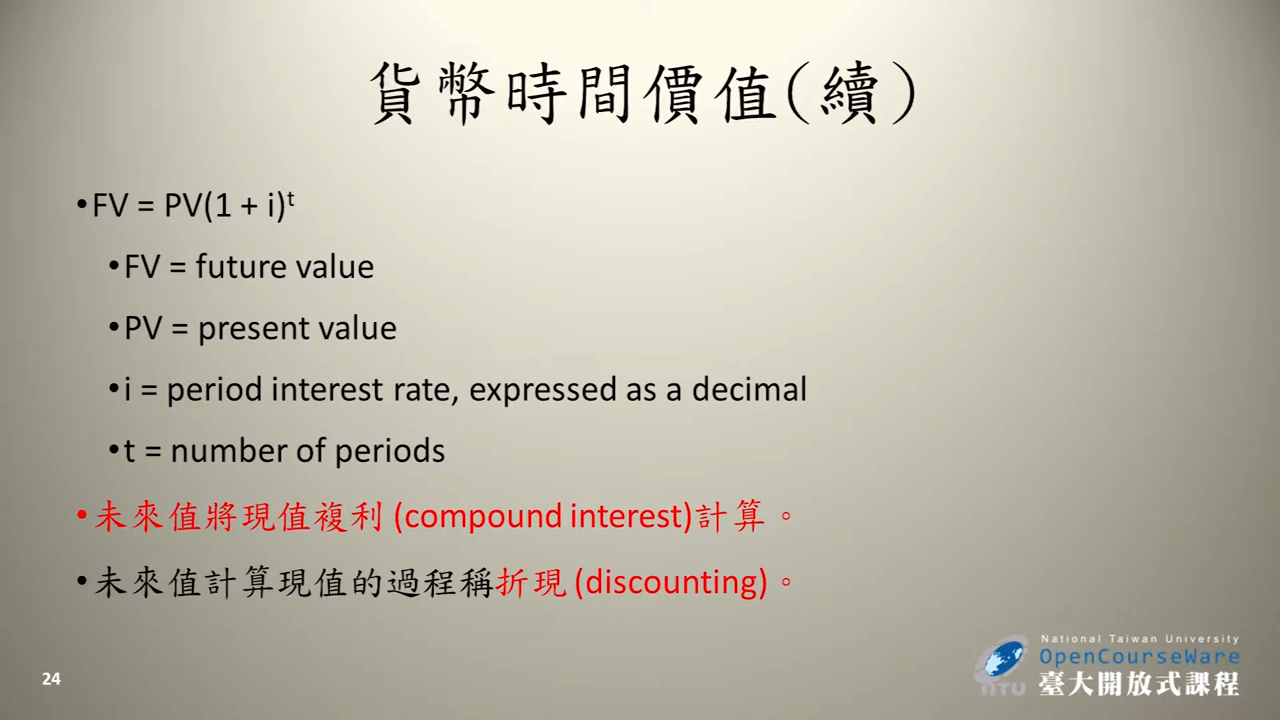 貨幣時間價值(續)
•FV = PV(1 + i)ᵗ
•FV = future value
•PV = present value
•i = period interest rate, expressed as a decimal
•t = number of periods
•未來值將現值複利 (compound interest)計算。
•未來值計算現值的過程稱折現 (discounting)。
National Taiwan University
OpenCourseWare
NTU 臺大開放式課程
24